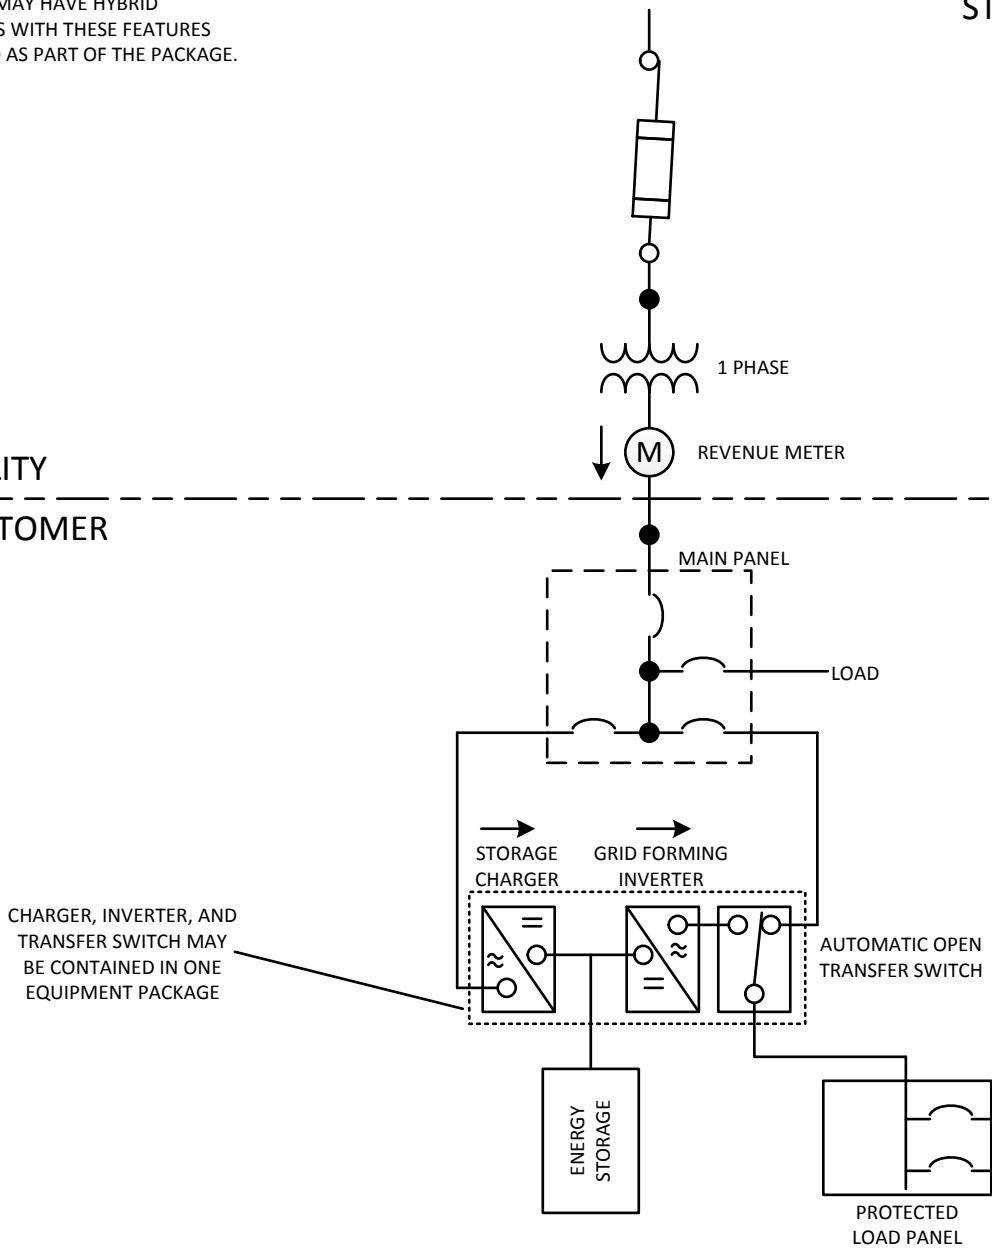 MAY HAVE HYBRID
S WITH THESE FEATURES
AS PART OF THE PACKAGE.
ST
1 PHASE
M
REVENUE METER
LITY
TOMER
MAIN PANEL
LOAD
STORAGE
CHARGER
GRID FORMING
INVERTER
CHARGER, INVERTER, AND
TRANSFER SWITCH MAY
BE CONTAINED IN ONE
EQUIPMENT PACKAGE
AUTOMATIC OPEN
TRANSFER SWITCH
ENERGY
STORAGE
PROTECTED
LOAD PANEL